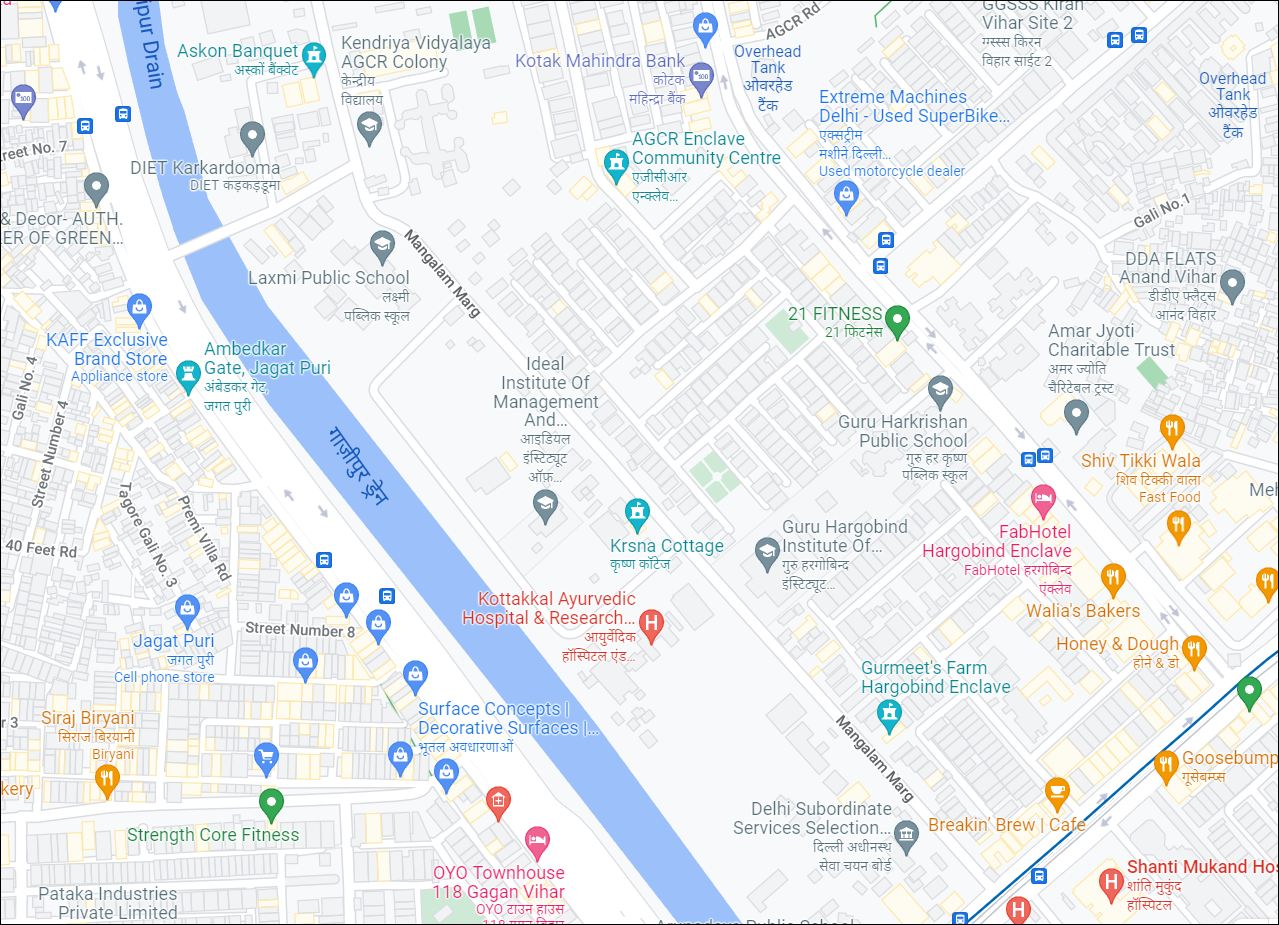 GGSSS Kiran
Vihar Site 2
गस्स्स किरन
विहार साईट 2
AGCR Rd
Askon Banquet
अस्कों बैंक्वेट
Kendriya Vidyalaya
AGCR Colony
केन्द्रीय
विद्यालय
Kotak Mahindra Bank
कोटक
महिन्द्रा बैंक
Overhead
Tank
ओवरहेड
टैंक
Overhead
Tank
ओवरहेड
टैंक
Extreme Machines
Delhi - Used SuperBike...
एक्सट्रीम
मशीने दिल्ली...
Used motorcycle dealer
AGCR Enclave
Community Centre
एजीसीआर
एन्क्लेव...
DIET Karkardooma
DIET कड़कड़डूमा
Drain
treet No. 7
& Decor- AUTH.
ER OF GREEN...
Gali No.1
Mangalam Marg
Laxmi Public School
लक्ष्मी
पब्लिक स्कूल
DDA FLATS
Anand Vihar
डीडीए फ्लैट्स
आनंद विहार
21 FITNESS
21 फिटनेस
KAFF Exclusive
Brand Store
Appliance store
Ambedkar
Gate, Jagat Puri
अंबेडकर गेट,
जगत पुरी
Amar Jyoti
Charitable Trust
अमर ज्योति
चैरिटेबल ट्रस्ट
Ideal
Institute Of
Management
And...
आइडियल
इंस्टिट्यूट
ऑफ़...
Gali No. 4
Street Number 4
गाज़ीपुर ड्रेन
Guru Harkrishan
Public School
गुरु हर कृष्ण
पब्लिक स्कूल
Shiv Tikki Wala
शिव टिक्की वाला
Fast Food
Meh
Tagore Gali No. 3
Premi Villa Rd
40 Feet Rd
Krsna Cottage
कृष्ण कॉटेज
Guru Hargobind
Institute Of...
गुरु हरगोबिन्द
इंस्टिट्यूट...
FabHotel
Hargobind Enclave
FabHotel हरगोबिन्द
एंक्लेव
Kottakkal Ayurvedic
Hospital & Research...
आयुर्वेदिक
हॉस्पिटल एंड...
Walia's Bakers
Street Number 8
Jagat Puri
जगत पुरी
Cell phone store
Honey & Dough
होने & डो
Gurmeet's Farm
Hargobind Enclave
Siraj Biryani
सिराज बिरयानी
Biryani
r 3
Surface Concepts |
Decorative Surfaces |...
भूतल अवधारणाओं
Mangalam Marg
Goosebump
गूसेबम्प्स
kery
Strength Core Fitness
Delhi Subordinate
Services Selection...
दिल्ली अधीनस्थ
सेवा चयन बोर्ड
Breakin' Brew | Cafe
OYO Townhouse
118 Gagan Vihar
OYO टाउन हाउस
Shanti Mukand Hos
शांति मुकुंद
हॉस्पिटल
Pataka Industries
Private Limited